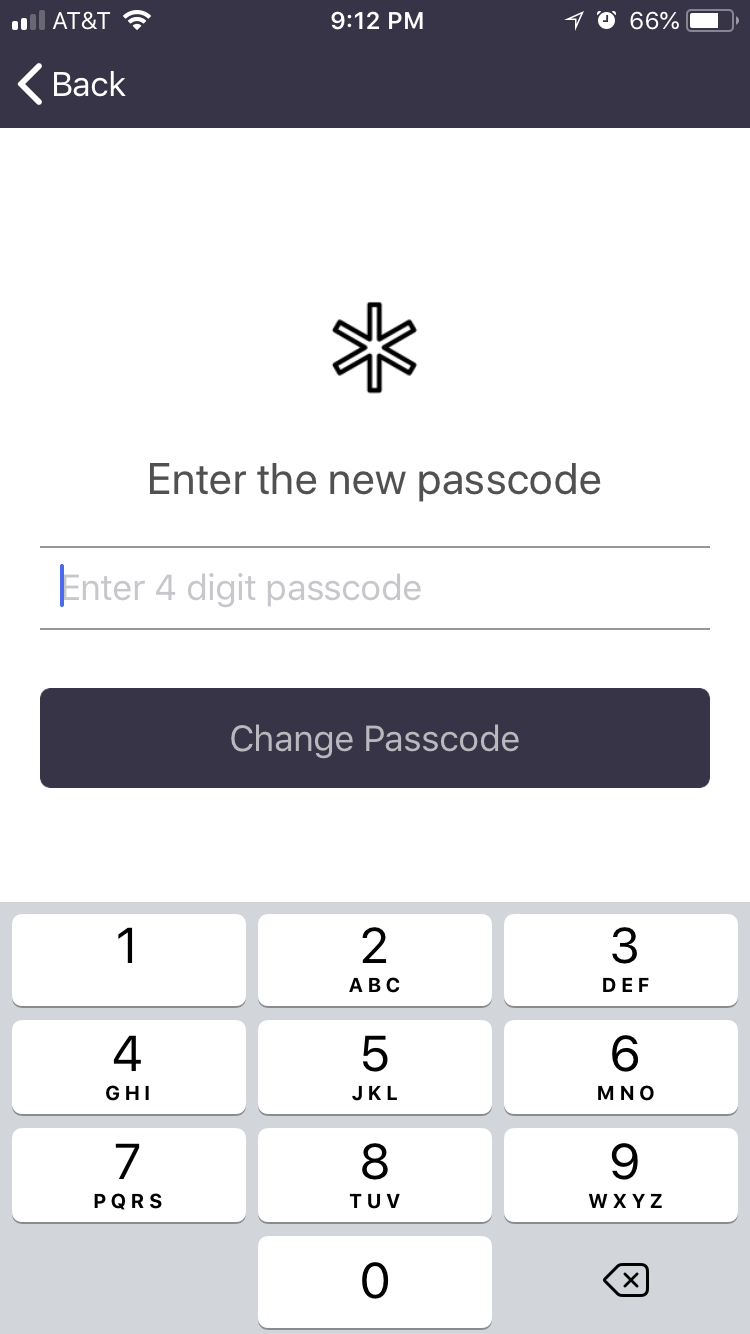 AT&T 9:12 PM 66%
Back
Enter the new passcode
Enter 4 digit passcode
Change Passcode
1 2 3
ABC DEF
4 5 6
GHI JKL MNO
7 8 9
PQRS TUV WXYZ
0